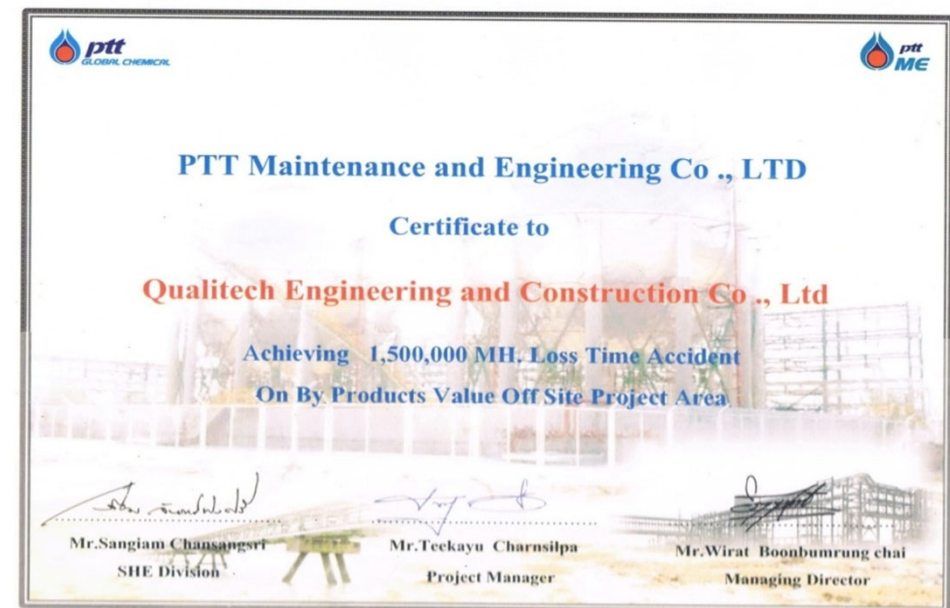 ptt
GLOBAL CHEMICAL
ptt
ME
PTT Maintenance and Engineering Co ., LTD
Certificate to
Qualitech Engineering and Construction Co ., Ltd
Achieving 1,500,000 MH. Loss Time Accident
On By Products Value Off Site Project Area
Mr.Sangiam Chansangsri
Mr.Teekayu Charnsilpa
Mr.Wirat Boonbumrung chai
SHE Division
Project Manager
Managing Director